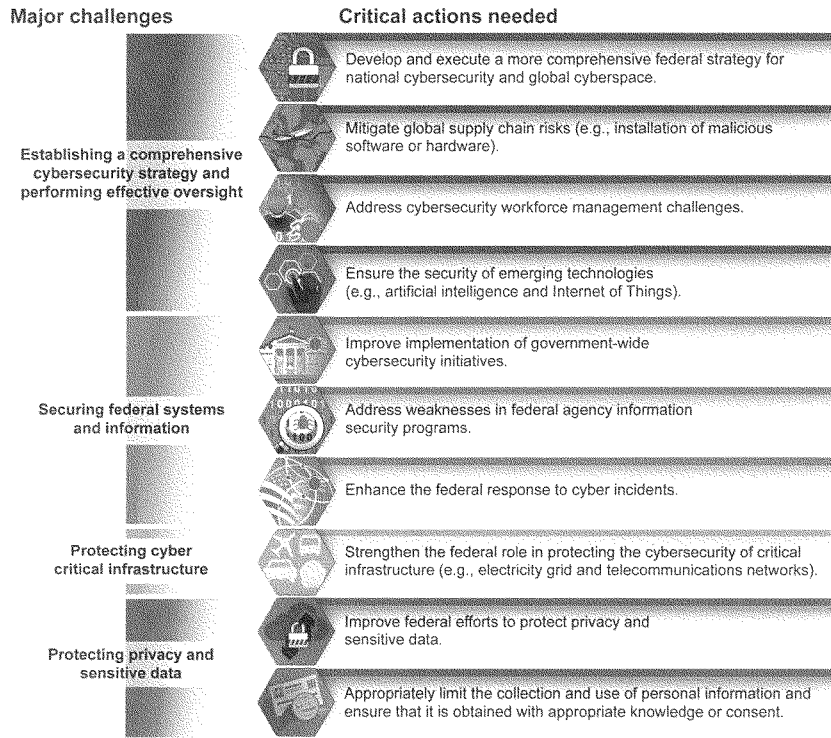 Major challenges
Critical actions needed
Establishing a comprehensive
cybersecurity strategy and
performing effective oversight
Develop and execute a more comprehensive federal strategy for
national cybersecurity and global cyberspace.
Mitigate global supply chain risks (e.g., installation of malicious
software or hardware).
Address cybersecurity workforce management challenges.
Ensure the security of emerging technologies
(e.g., artificial intelligence and Internet of Things).
Securing federal systems
and information
Improve implementation of government-wide
cybersecurity initiatives.
Address weaknesses in federal agency information
security programs.
Enhance the federal response to cyber incidents.
Protecting cyber
critical infrastructure
Strengthen the federal role in protecting the cybersecurity of critical
infrastructure (e.g., electricity grid and telecommunications networks).
Protecting privacy and
sensitive data
Improve federal efforts to protect privacy and
sensitive data.
Appropriately limit the collection and use of personal information and
ensure that it is obtained with appropriate knowledge or consent.